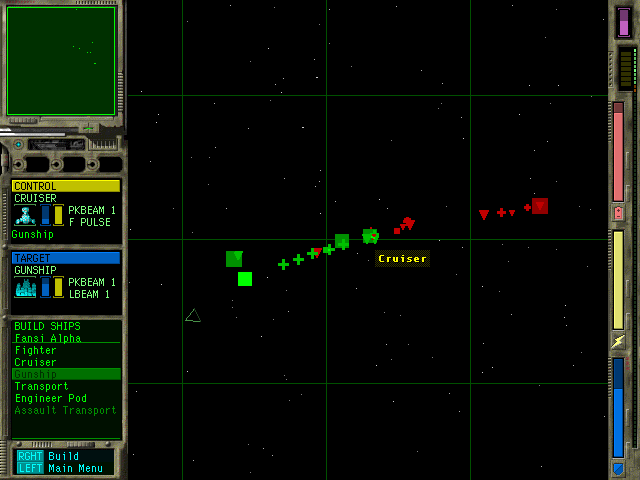 CONTROL
CRUISER
PKBEAM 1
F PULSE
Gunship
TARGET
GUNSHIP
PKBEAM 1
LBEAM 1
BUILD SHIPS
Fansi Alpha
Fighter
Cruiser
Gunship
Transport
Engineer Pod
Assault Transport
RGHT Build
LEFT Main Menu
Cruiser